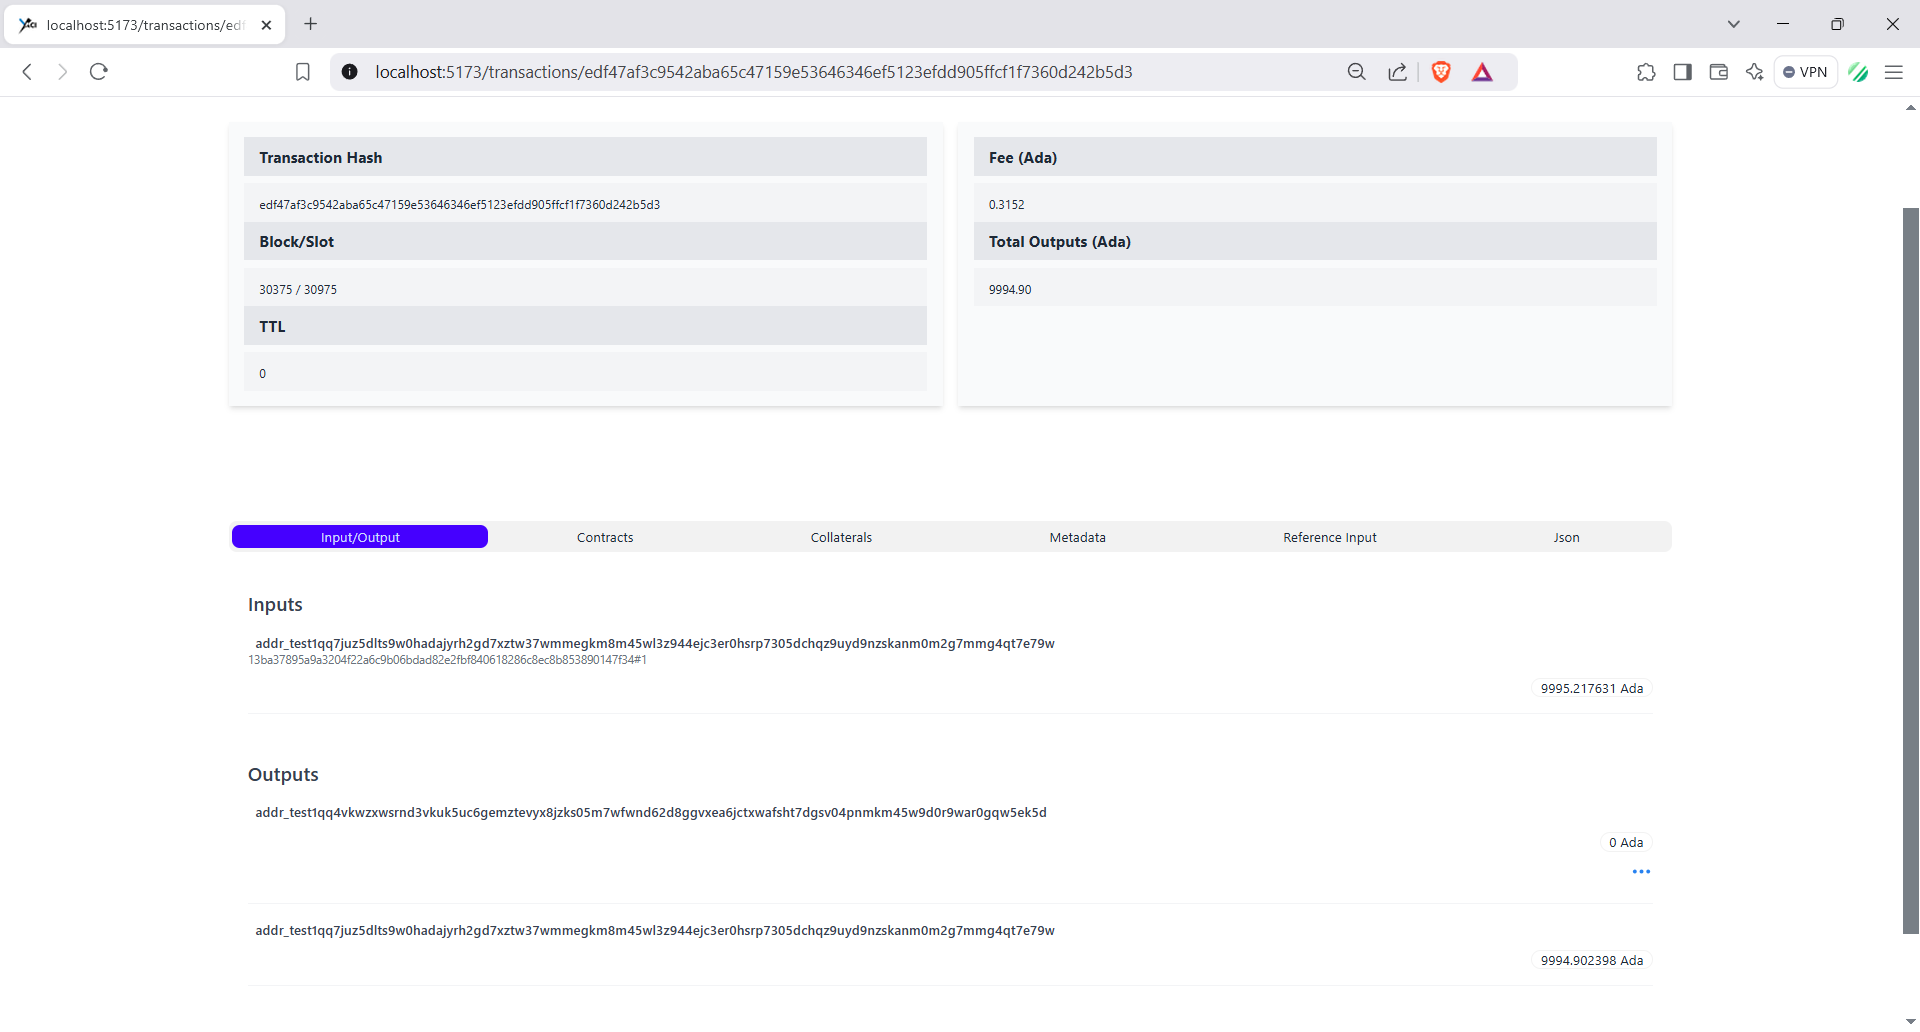 localhost:5173/transactions/edf
localhost:5173/transactions/edf47af3c9542aba65c47159e53646346ef5123efdd905ffcf1f7360d242b5d3
VPN
Transaction Hash
edf47af3c9542aba65c47159e53646346ef5123efdd905ffcf1f7360d242b5d3
Block/Slot
30375 / 30975
TTL
0
Fee (Ada)
0.3152
Total Outputs (Ada)
9994.90
Input/Output
Contracts
Collaterals
Metadata
Reference Input
Json
Inputs
addr_test1qq7juz5dlts9w0hadajyrh2gd7xztw37wmmegkm8m45wl3z944ejc3er0hsrp7305dchqz9uyd9nzskanm0m2g7mmg4qt7e79w
13ba37895a9a3204f22a6c9b06bdad82e2fbf840618286c8ec8b853890147f34#1
9995.217631 Ada
Outputs
addr_test1qq4vkwzxwsrnd3vkuk5uc6gemztevyx8jzks05m7wfwnd62d8ggvxea6jctxwafsht7dgsv04pnmkm45w9d0r9war0gqw5ek5d
0 Ada
addr_test1qq7juz5dlts9w0hadajyrh2gd7xztw37wmmegkm8m45wl3z944ejc3er0hsrp7305dchqz9uyd9nzskanm0m2g7mmg4qt7e79w
9994.902398 Ada